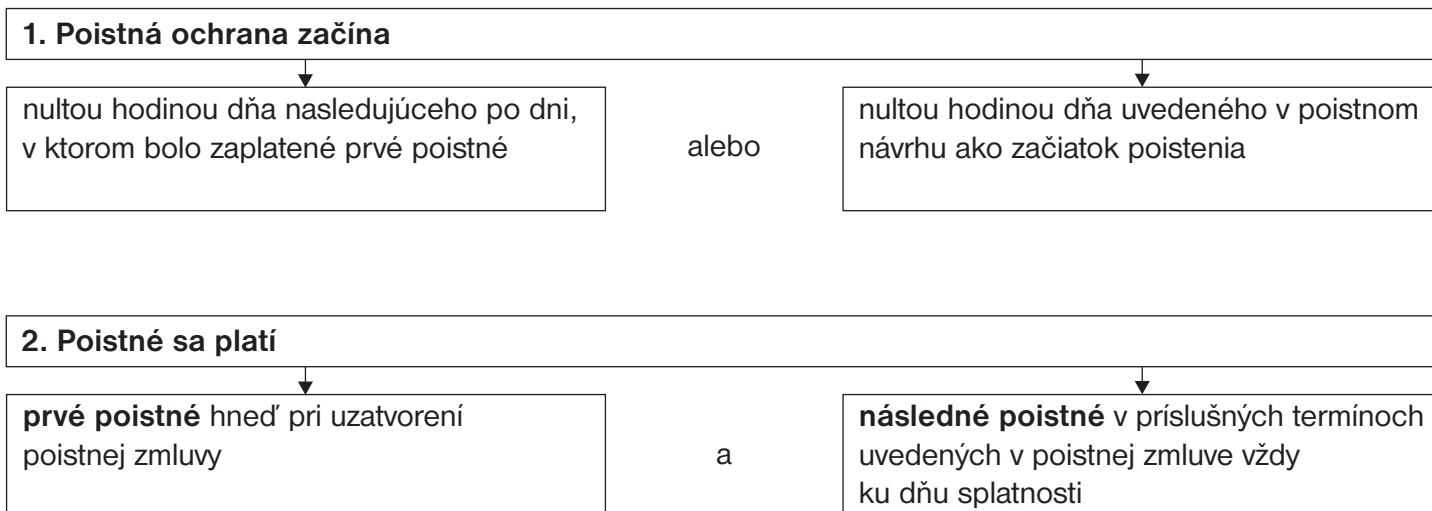 1. Poistná ochrana začína
nultou hodinou dňa nasledujúceho po dni,
v ktorom bolo zaplatené prvé poistné
alebo
nultou hodinou dňa uvedeného v poistnom
návrhu ako začiatok poistenia
2. Poistné sa platí
prvé poistné hneď pri uzatvorení
poistnej zmluvy
a
následné poistné v príslušných termínoch
uvedených v poistnej zmluve vždy
ku dňu splatnosti